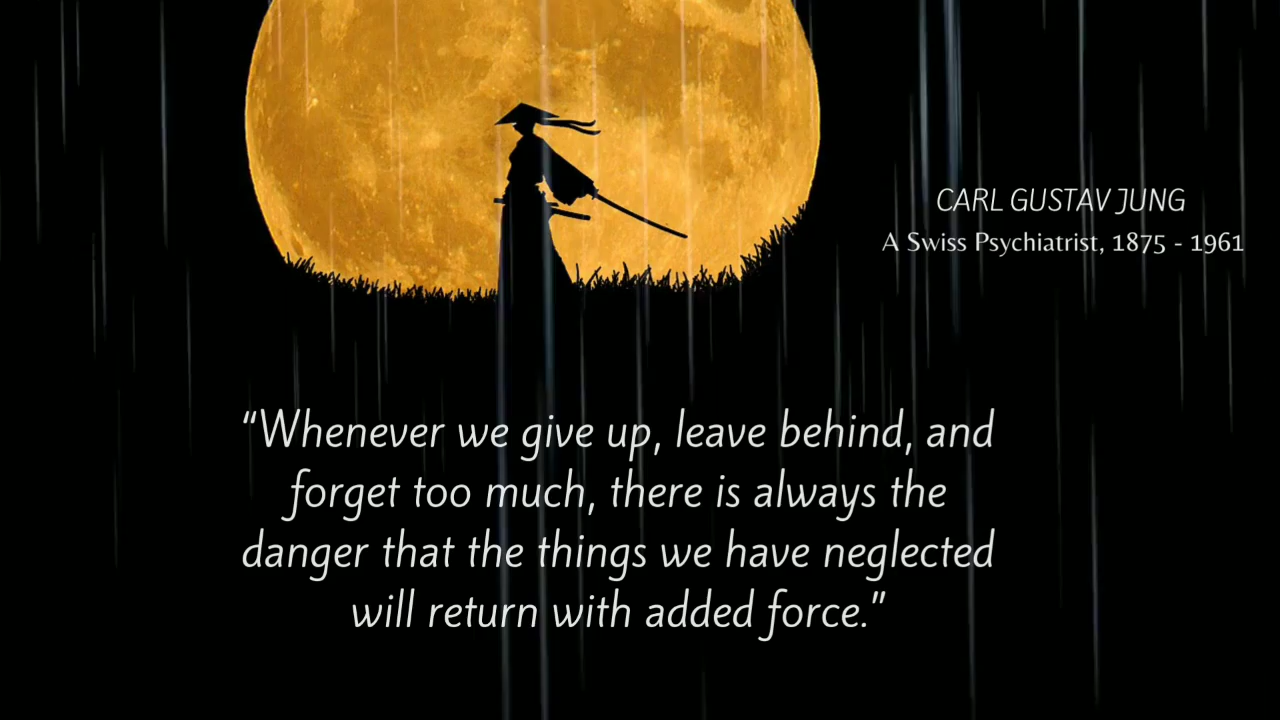 CARL GUSTAV JUNG
A Swiss Psychiatrist, 1875 - 1961
“Whenever we give up, leave behind, and
forget too much, there is always the
danger that the things we have neglected
will return with added force.”